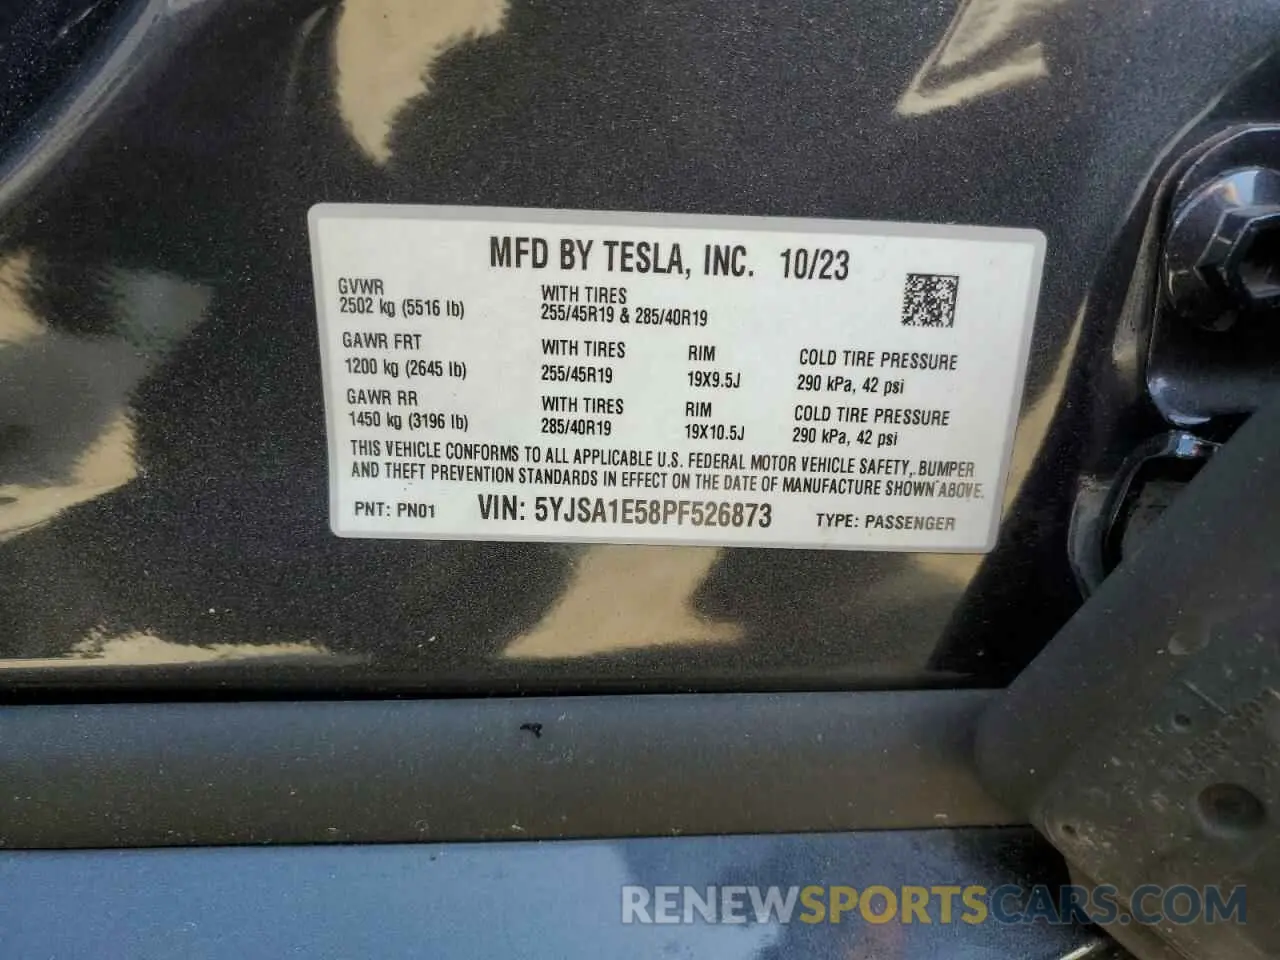 MFD BY TESLA, INC. 10/23
GVWR
2502 kg (5516 lb)
WITH TIRES
255/45R19 & 285/40R19
GAWR FRT
1200 kg (2645 lb)
WITH TIRES
255/45R19
RIM
19X9.5J
COLD TIRE PRESSURE
290 kPa, 42 psi
GAWR RR
1450 kg (3196 lb)
WITH TIRES
285/40R19
RIM
19X10.5J
COLD TIRE PRESSURE
290 kPa, 42 psi
THIS VEHICLE CONFORMS TO ALL APPLICABLE U.S. FEDERAL MOTOR VEHICLE SAFETY, BUMPER
AND THEFT PREVENTION STANDARDS IN EFFECT ON THE DATE OF MANUFACTURE SHOWN ABOVE.
PNT: PN01 VIN: 5YJSA1E58PF526873 TYPE: PASSENGER
RENEWSPORTSCARS.COM